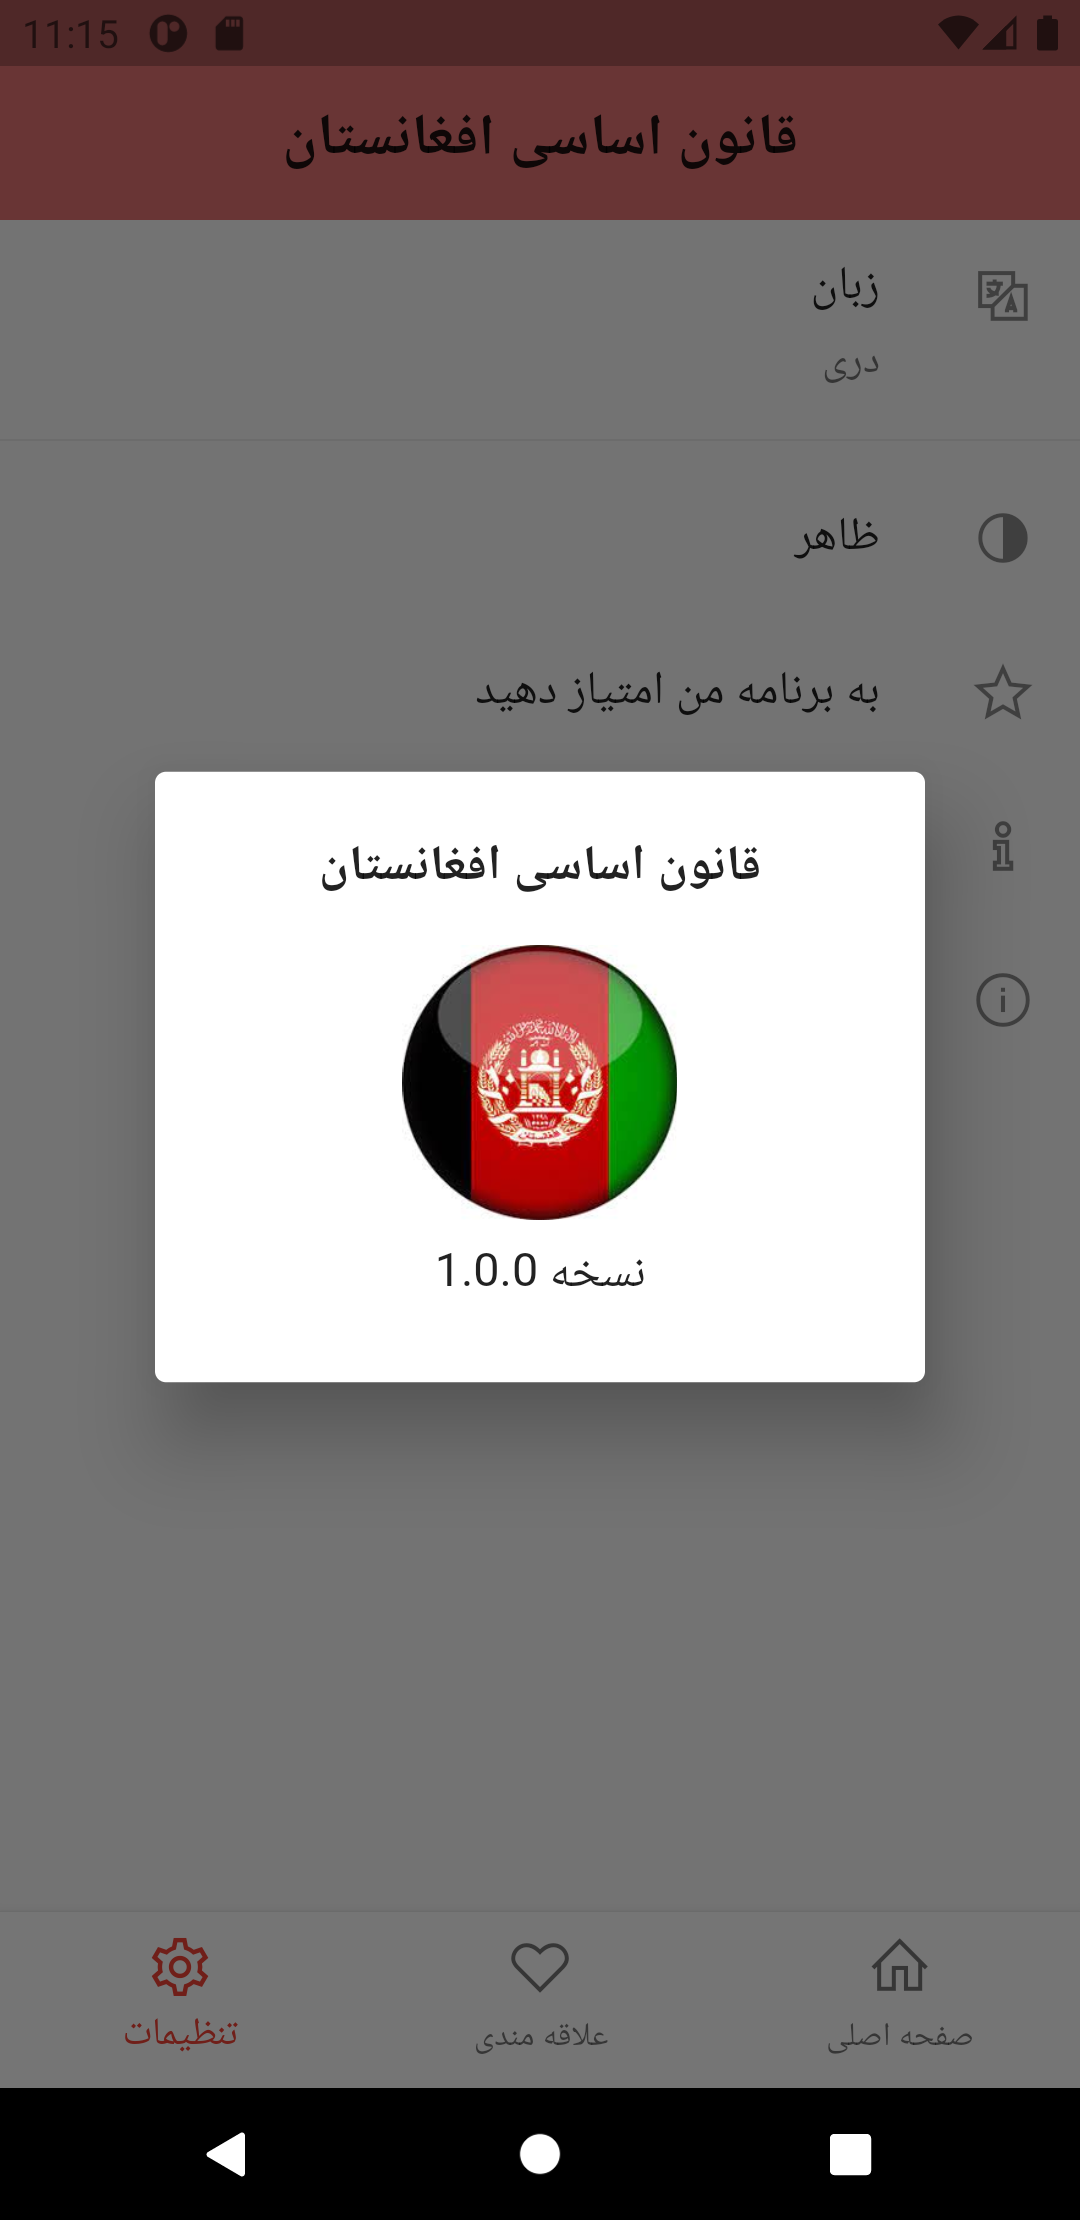 11:15
قانون اساسی افغانستان
زبان
دری
ظاهر
به برنامه من امتیاز دهید
قانون اساسی افغانستان
نسخه 1.0.0
صفحه اصلی
علاقه مندی
تنظیمات